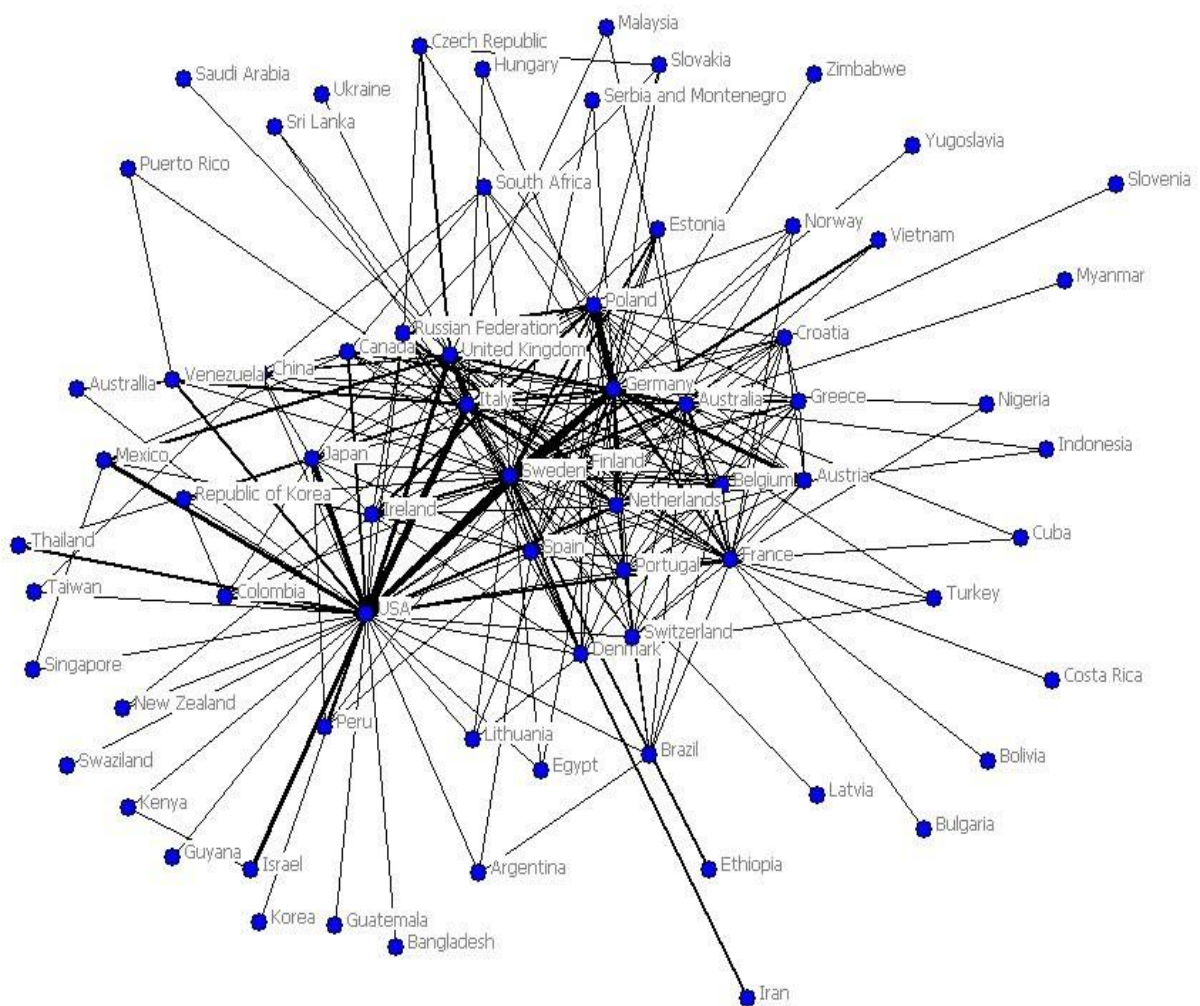 Malaysia
Czech Republic
Hungary
Slovakia
Zimbabwe
Saudi Arabia
Ukraine
Serbia and Montenegro
Sri Lanka
Yugoslavia
Puerto Rico
South Africa
Slovenia
Estonia
Norway
Vietnam
Myanmar
Poland
Russian Federation
Croatia
Canada
United Kingdom
China
Venezuela
Australlia
Germany
Italy
Australia
Greece
Nigeria
Indonesia
Mexico
Japan
Sweden
Finland
Belgium
Austria
Republic of Korea
Ireland
Netherlands
Cuba
Thailand
Spain
France
Portugal
Taiwan
Colombia
USA
Turkey
Switzerland
Denmark
Singapore
Costa Rica
New Zealand
Peru
Lithuania
Brazil
Egypt
Bolivia
Swaziland
Latvia
Kenya
Bulgaria
Guyana
Israel
Argentina
Ethiopia
Korea
Guatemala
Bangladesh
Iran